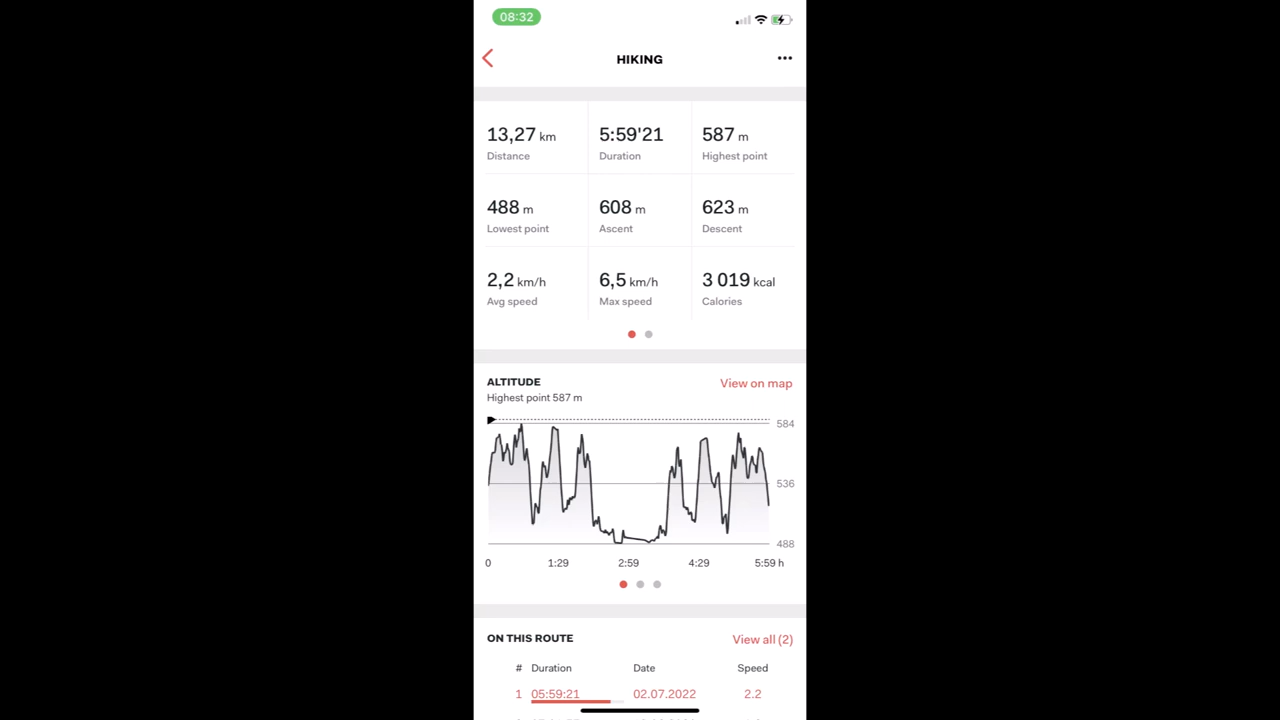 08:32
HIKING
13,27 km
5:59'21
587 m
Distance
Duration
Highest point
488 m
608 m
623 m
Lowest point
Ascent
Descent
2,2 km/h
6,5 km/h
3 019 kcal
Avg speed
Max speed
Calories
ALTITUDE
View on map
Highest point 587 m
584
536
488
0
1:29
2:59
4:29
5:59 h
ON THIS ROUTE
View all (2)
# Duration Date Speed
1 05:59:21 02.07.2022 2.2